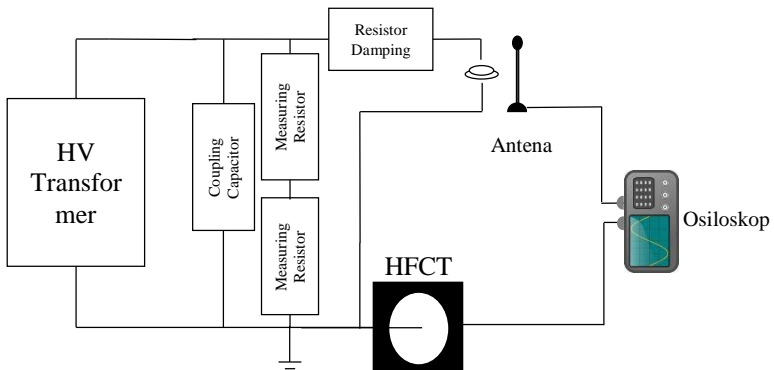 Resistor
Damping
HV
Transfor
mer
Coupling
Capacitor
Measuring
Resistor
Measuring
Resistor
Antena
Osiloskop
HFCT